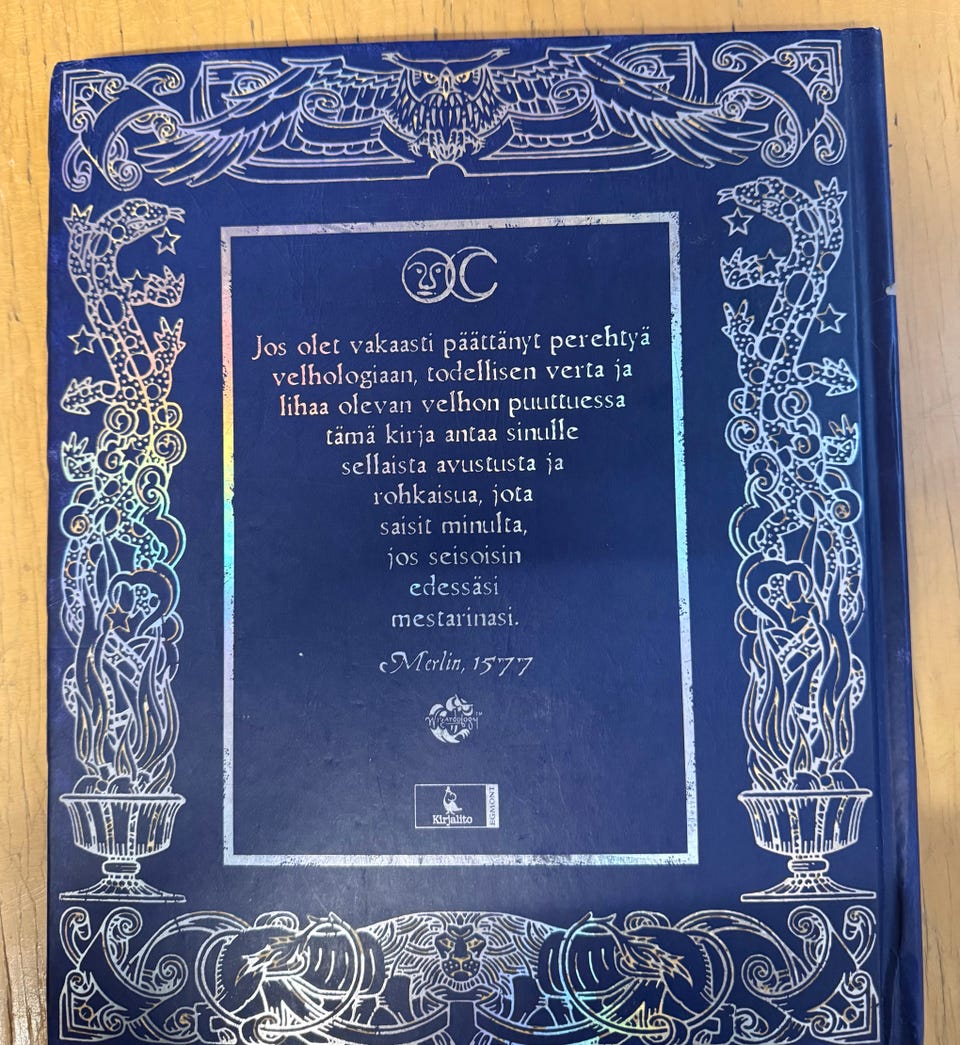 Jos olet vakaasti päättänyt perehtyä
velhologiaan, todellisen verta ja
lihaa olevan velhon puuttuessa
tämä kirja antaa sinulle
sellaista avustusta ja
rohkaisua, jota
saisit minulta,
jos seisoisin
edessäsi
mestarinasi.
Merlin, 1577
Wizardology™
Kirjalito
EGMONT